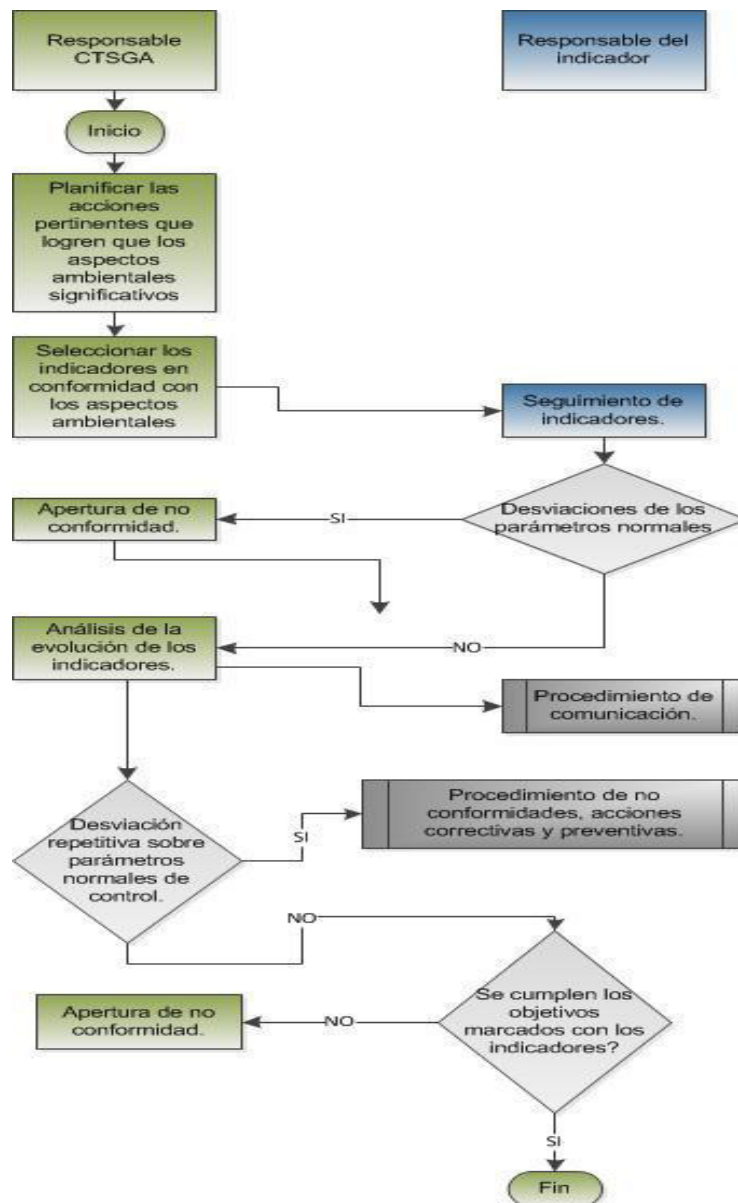 Responsable
CTSGA
Responsable del
indicador
Inicio
Planificar las
acciones
pertinentes que
logren que los
aspectos
ambientales
significativos
Seleccionar los
indicadores en
conformidad con
los aspectos
ambientales
Seguimiento de
indicadores.
Desviaciones de los
parámetros normales
SI
Apertura de no
conformidad.
NO
Análisis de la
evolución de los
indicadores.
Procedimiento de
comunicación.
Desviación
repetitiva sobre
parámetros
normales de
control.
SI
Procedimiento de no
conformidades, acciones
correctivas y preventivas.
NO
Se cumplen los
objetivos
marcados con los
indicadores?
NO
Apertura de no
conformidad.
SI
Fin